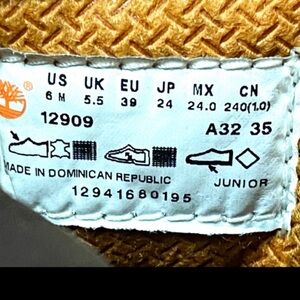 US UK EU JP MX CN
6 M 5.5 39 24 24.0 240(1.0)
12909 A32 35
MADE IN DOMINICAN REPUBLIC JUNIOR
12941680195